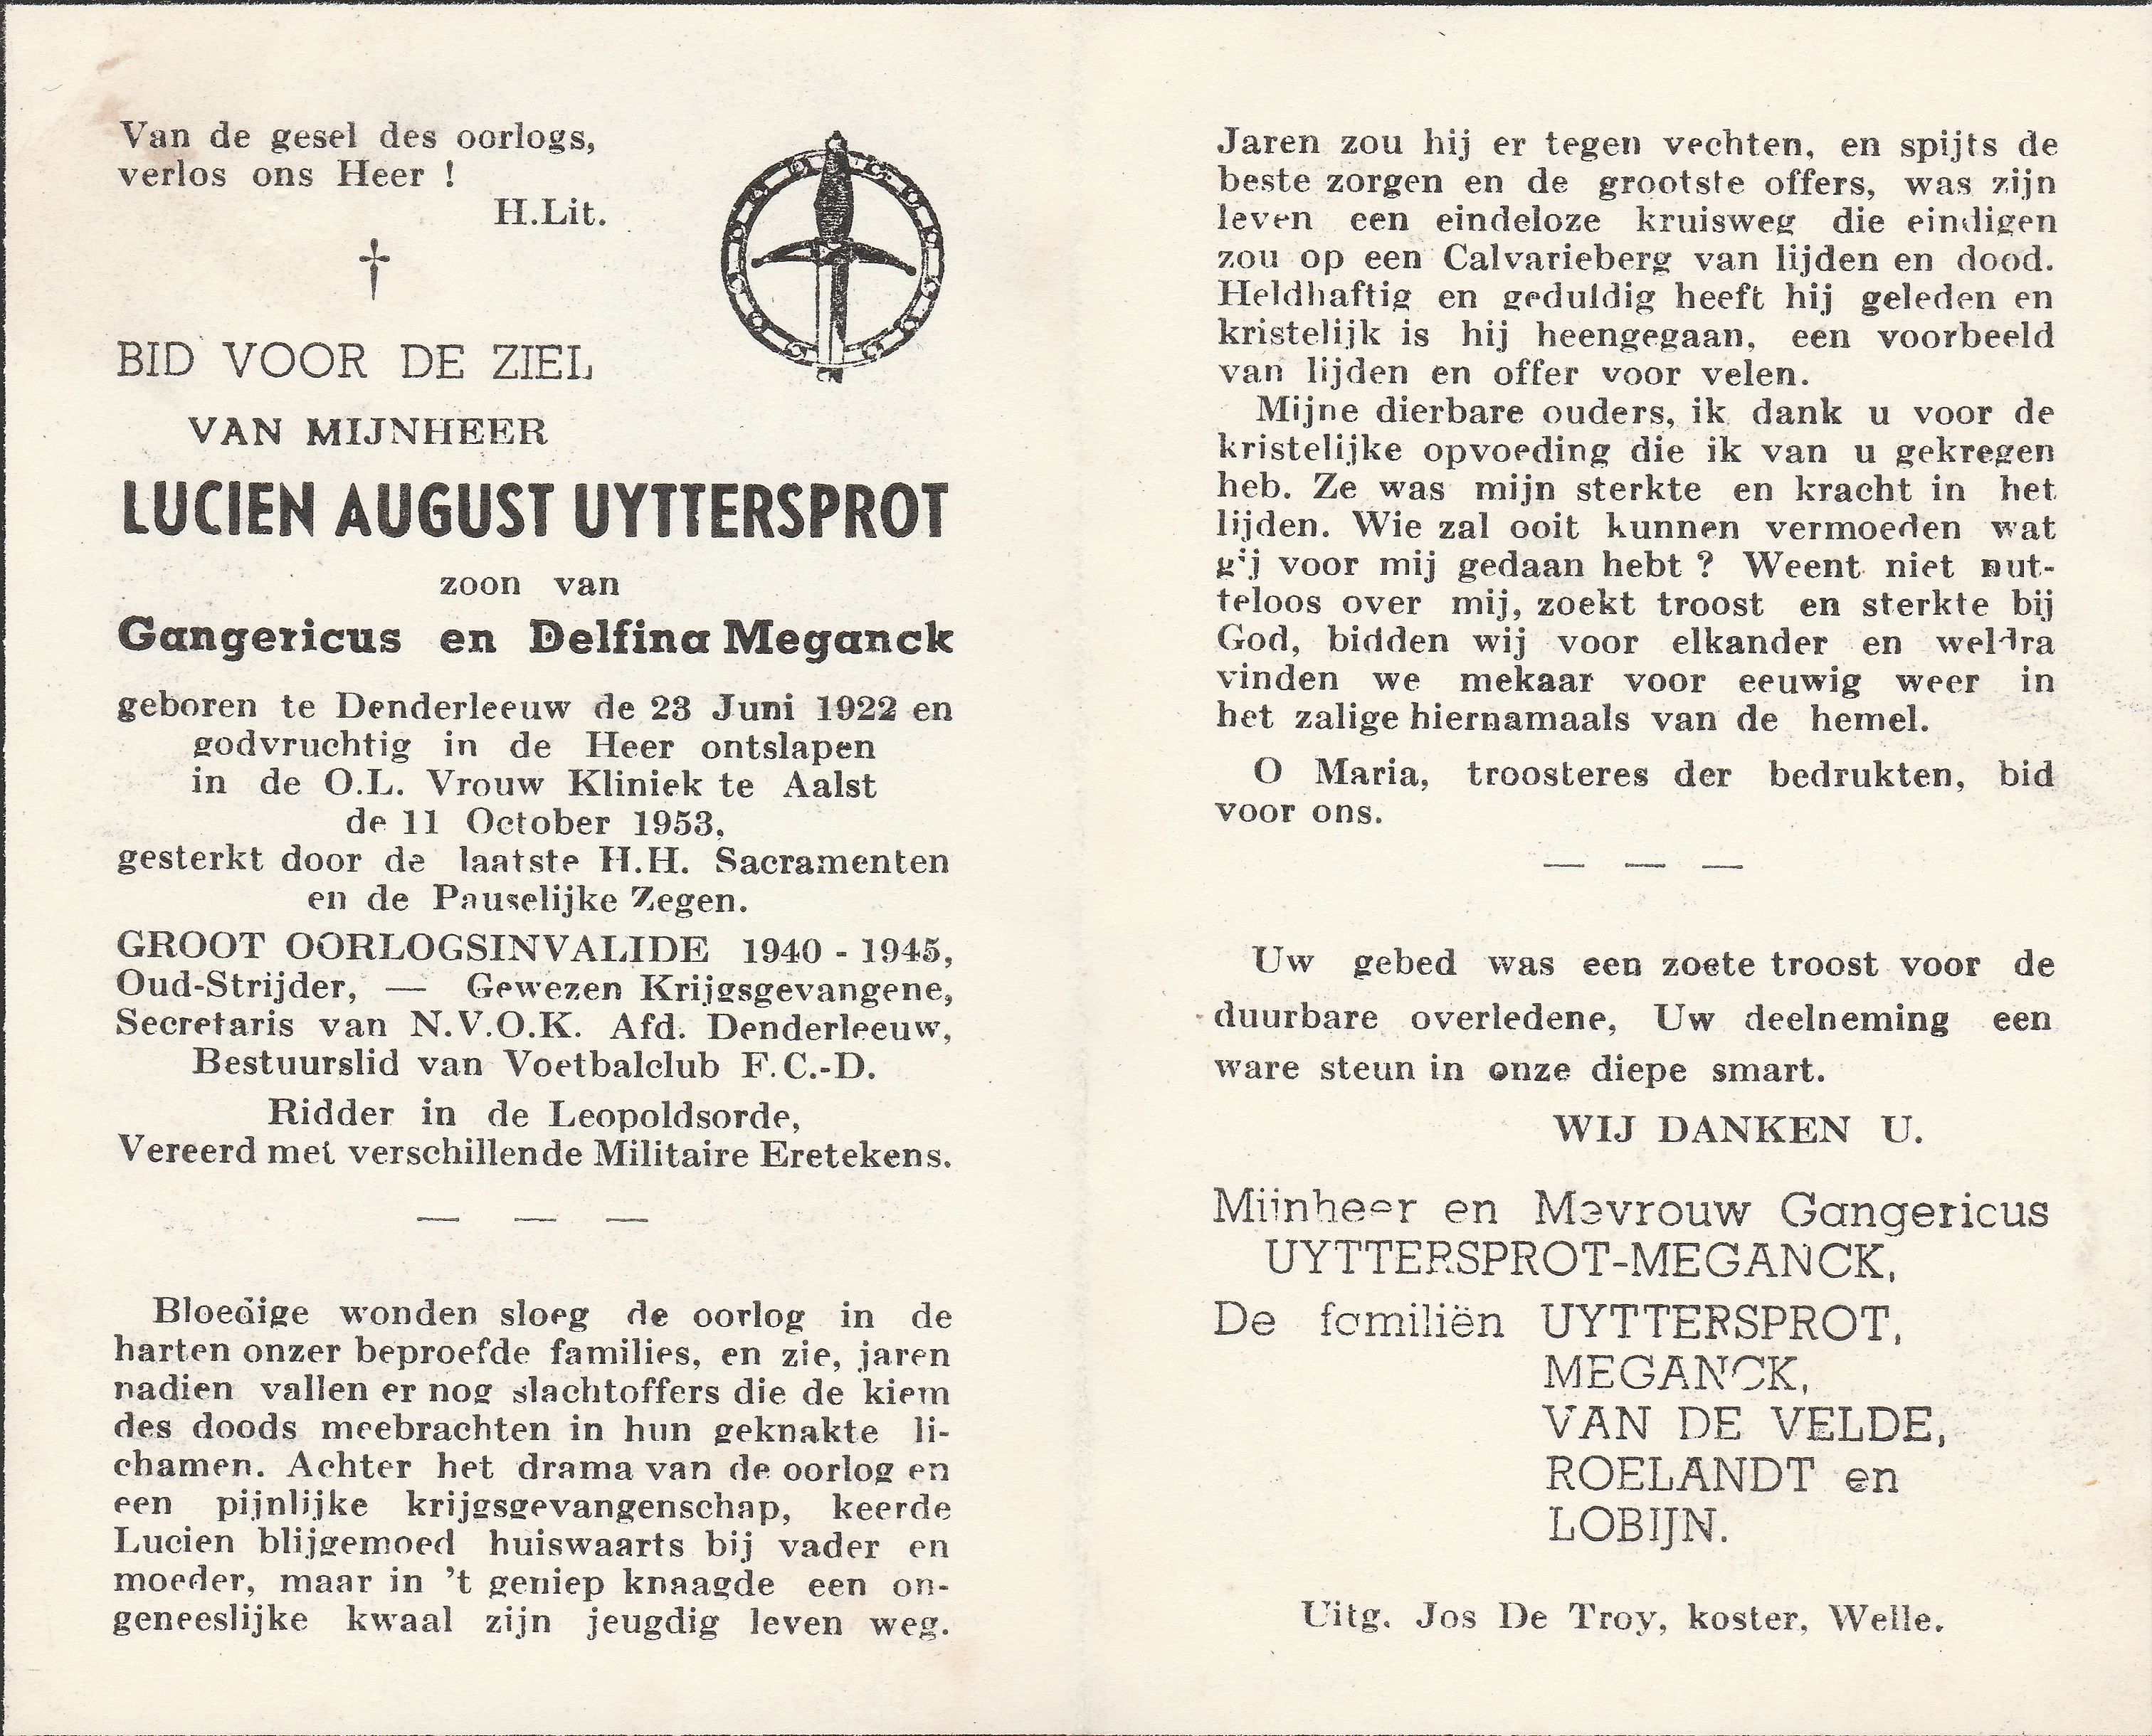 Van de gesel des oorlogs,
verlos ons Heer !
H.Lit.
BID VOOR DE ZIEL
VAN MIJNHEER
LUCIEN AUGUST UYTTERSPROT
zoon van
Gangericus en Delfina Meganck
geboren te Denderleeuw de 23 Juni 1922 en
godvruchtig in de Heer ontslapen
in de O.L. Vrouw Kliniek te Aalst
de 11 October 1953,
gesterkt door de laatste H.H. Sacramenten
en de Pauselijke Zegen.
GROOT OORLOGSINVALIDE 1940 - 1945,
Oud-Strijder, — Gewezen Krijgsgevangene,
Secretaris van N.V.O.K. Afd. Denderleeuw,
Bestuurslid van Voetbalclub F.C.-D.
Ridder in de Leopoldsorde,
Vereerd met verschillende Militaire Eretekens.
— — —
Bloedige wonden sloeg de oorlog in de
harten onzer beproefde families, en zie, jaren
nadien vallen er nog slachtoffers die de kiem
des doods meebrachten in hun geknakte li-
chamen. Achter het drama van de oorlog en
een pijnlijke krijgsgevangenschap, keerde
Lucien blijgemoed huiswaarts bij vader en
moeder, maar in 't geniep knaagde een on-
geneeslijke kwaal zijn jeugdig leven weg.
Jaren zou hij er tegen vechten, en spijts de
beste zorgen en de grootste offers, was zijn
leven een eindeloze kruisweg die eindigen
zou op een Calvarieberg van lijden en dood.
Heldhaftig en geduldig heeft hij geleden en
kristelijk is hij heengegaan, een voorbeeld
van lijden en offer voor velen.
Mijne dierbare ouders, ik dank u voor de
kristelijke opvoeding die ik van u gekregen
heb. Ze was mijn sterkte en kracht in het
lijden. Wie zal ooit kunnen vermoeden wat
gij voor mij gedaan hebt ? Weent niet nut-
teloos over mij, zoekt troost en sterkte bij
God, bidden wij voor elkander en weldra
vinden we mekaar voor eeuwig weer in
het zalige hiernamaals van de hemel.
O Maria, troosteres der bedrukten, bid
voor ons.
— — —
Uw gebed was een zoete troost voor de
duurbare overledene, Uw deelneming een
ware steun in onze diepe smart.
WIJ DANKEN U.
Mijnheer en Mevrouw Gangericus
UYTTERSPROT-MEGANCK,
De familiën UYTTERSPROT,
MEGANCK,
VAN DE VELDE,
ROELANDT en
LOBIJN.
Uitg. Jos De Troy, koster, Welle.